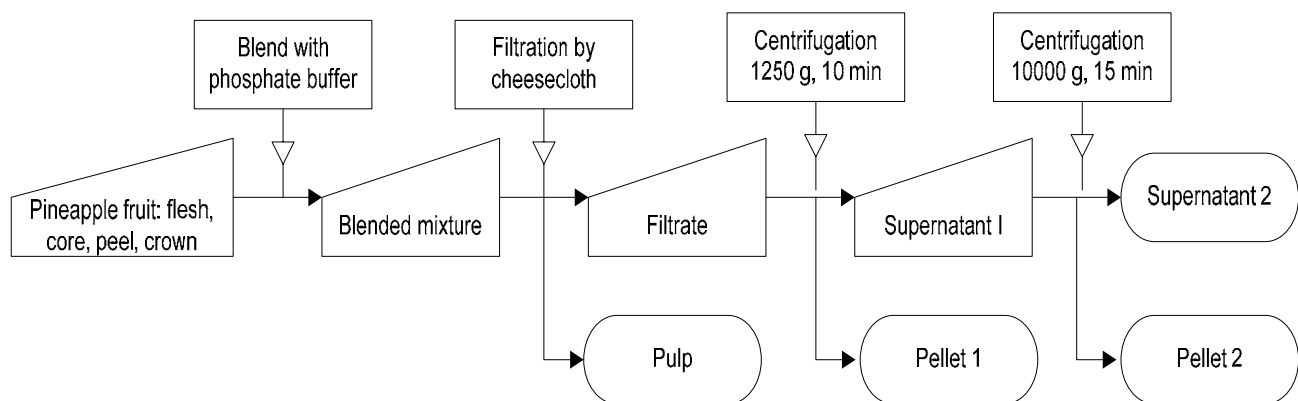 Blend with
phosphate buffer
Filtration by
cheesecloth
Centrifugation
1250 g, 10 min
Centrifugation
10000 g, 15 min
Pineapple fruit: flesh,
core, peel, crown
Blended mixture
Filtrate
Supernatant I
Supernatant 2
Pulp
Pellet 1
Pellet 2